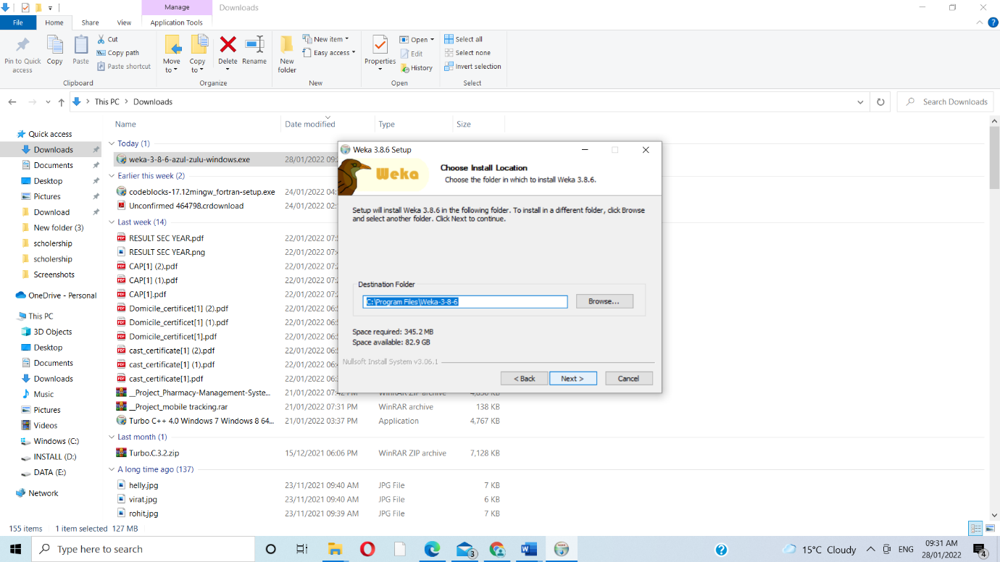 Manage
Downloads
File
Home
Share
View
Application Tools
Pin to Quick access
Copy
Paste
Cut
Copy path
Paste shortcut
Clipboard
Move to
Copy to
Delete
Rename
Organize
New folder
New item
Easy access
New
Properties
Open
Edit
History
Open
Select all
Select none
Invert selection
Select
This PC
Downloads
Search Downloads
Name
Date modified
Type
Size
Quick access
Downloads
Documents
Desktop
Pictures
Download
New folder (3)
scholership
scholership
Screenshots
OneDrive - Personal
This PC
3D Objects
Desktop
Documents
Downloads
Music
Pictures
Videos
Windows (C:)
INSTALL (D:)
DATA (E:)
Network
Today (1)
weka-3-8-6-azul-zulu-windows.exe 28/01/2022 09:
Earlier this week (2)
codeblocks-17.12mingw_fortran-setup.exe 24/01/2022 04:
Unconfirmed 464798.crdownload 24/01/2022 02:
Last week (14)
RESULT SEC YEAR.pdf 22/01/2022 07:
RESULT SEC YEAR.png 22/01/2022 07:
CAP[1] (2).pdf 22/01/2022 07:
CAP[1] (1).pdf 22/01/2022 07:
CAP[1].pdf 22/01/2022 07:
Domicile_certificet[1] (2).pdf 22/01/2022 06:
Domicile_certificet[1] (1).pdf 22/01/2022 06:
Domicile_certificet[1].pdf 22/01/2022 06:
cast_certificate[1] (2).pdf 22/01/2022 06:
cast_certificate[1] (1).pdf 22/01/2022 06:
cast_certificate[1].pdf 22/01/2022 06:
__Project_Pharmacy-Management-Syste... 21/01/2022 07:42 PM WinRAR ZIP archive
__Project_mobile tracking.rar 21/01/2022 07:31 PM WinRAR archive 138 KB
Turbo C++ 4.0 Windows 7 Windows 8 64... 21/01/2022 03:37 PM Application 4,767 KB
Last month (1)
Turbo.C.3.2.zip 15/12/2021 06:06 PM WinRAR ZIP archive 7,128 KB
A long time ago (137)
helly.jpg 23/11/2021 09:40 AM JPG File 7 KB
virat.jpg 23/11/2021 09:40 AM JPG File 6 KB
rohit.jpg 23/11/2021 09:39 AM JPG File 7 KB
Weka 3.8.6 Setup
Weka
Choose Install Location
Choose the folder in which to install Weka 3.8.6.
Setup will install Weka 3.8.6 in the following folder. To install in a different folder, click Browse
and select another folder. Click Next to continue.
Destination Folder
C:\Program Files\Weka-3-8-6
Browse...
Space required: 345.2 MB
Space available: 82.9 GB
Nullsoft Install System v3.06.1
< Back
Next >
Cancel
155 items 1 item selected 127 MB
Type here to search
3
15°C Cloudy
ENG
09:31 AM
28/01/2022
4